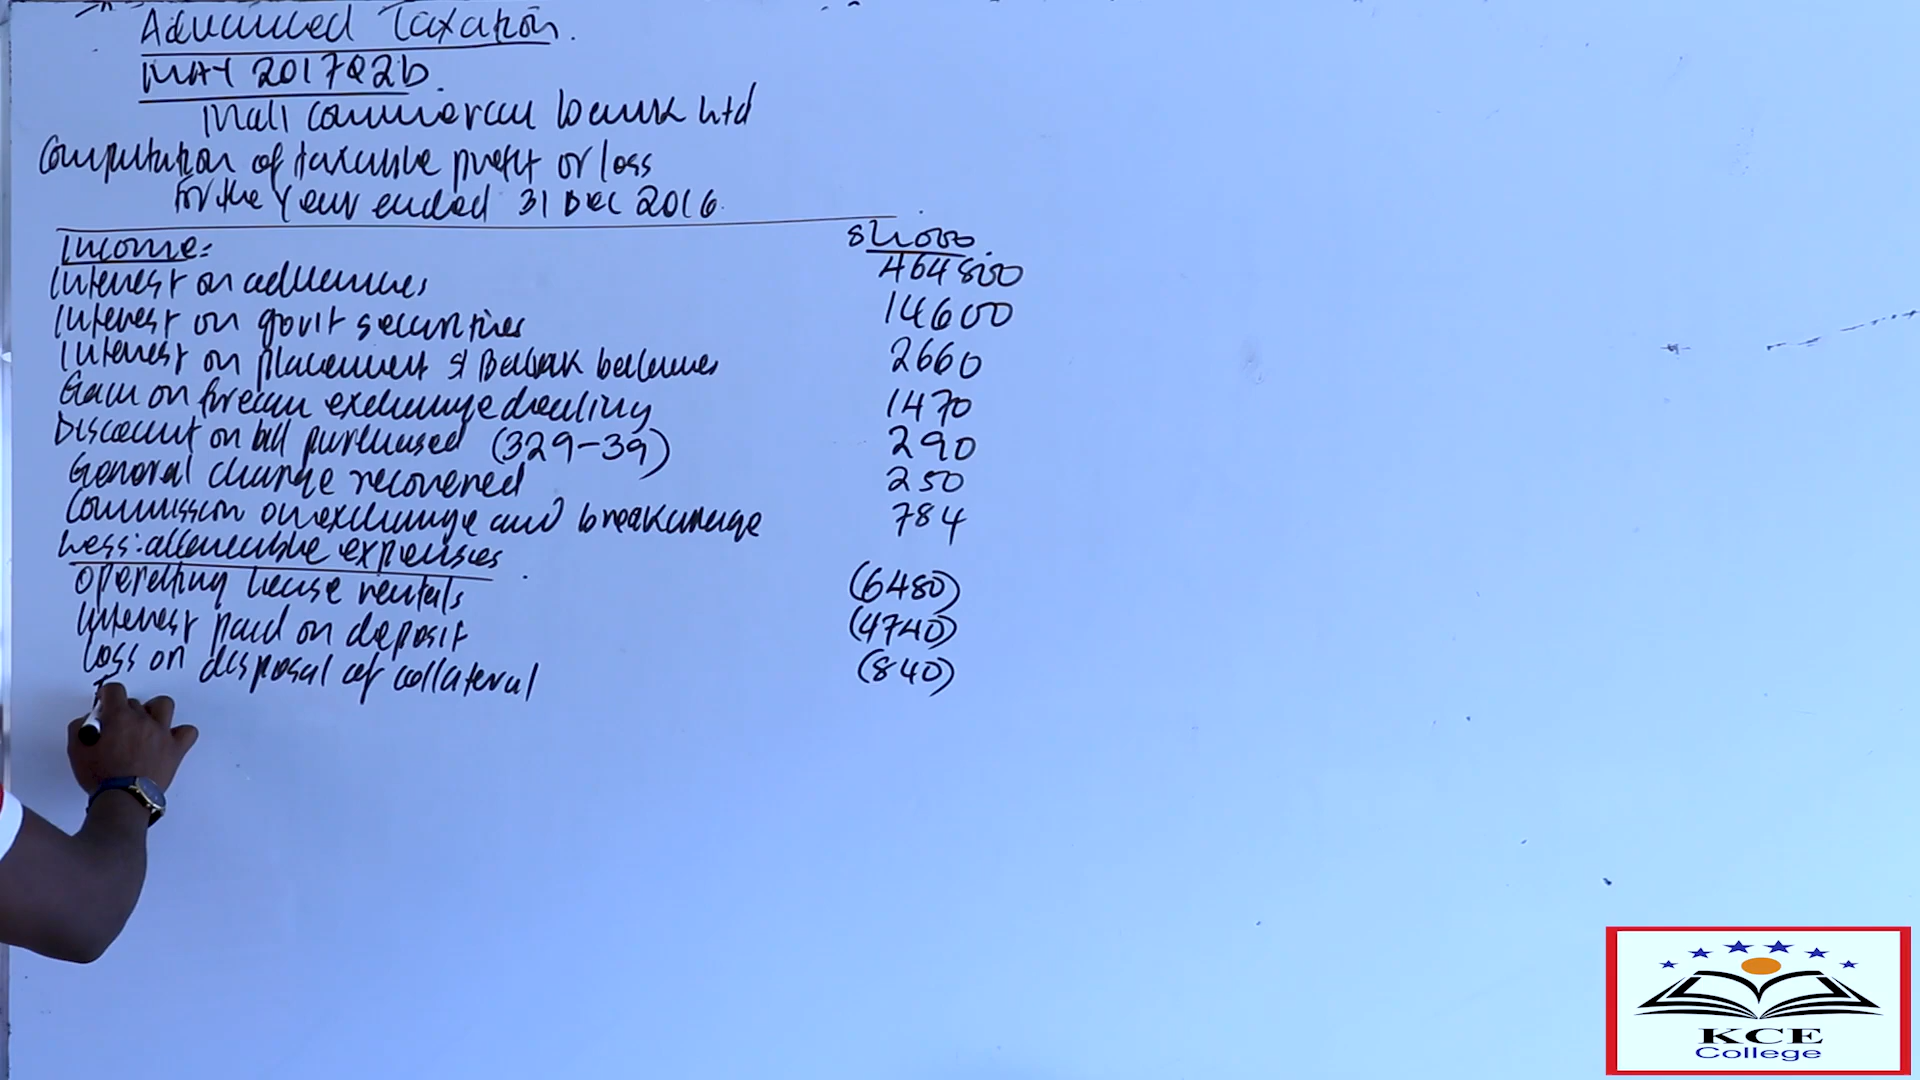 Advanced Taxation.
MAY 2017Q2b.
Mali commercial bank Ltd
Computation of taxable profit or loss
for the Year ended 31 Dec 2016.
Income: Sh.000.
Interest on advances 464800
Interest on govit securities 14600
Interest on placement & Bank balances 2660
Gain on foreign exchange dealing 1470
Discount on bill purchased (329-39) 290
General charge recovered 250
Commission on exchange and breakarage 784
Less: allowable expenses
Operating lease rentals (6480)
Interest paid on deposit (4740)
Loss on disposal of collateral (840)
KCE
College